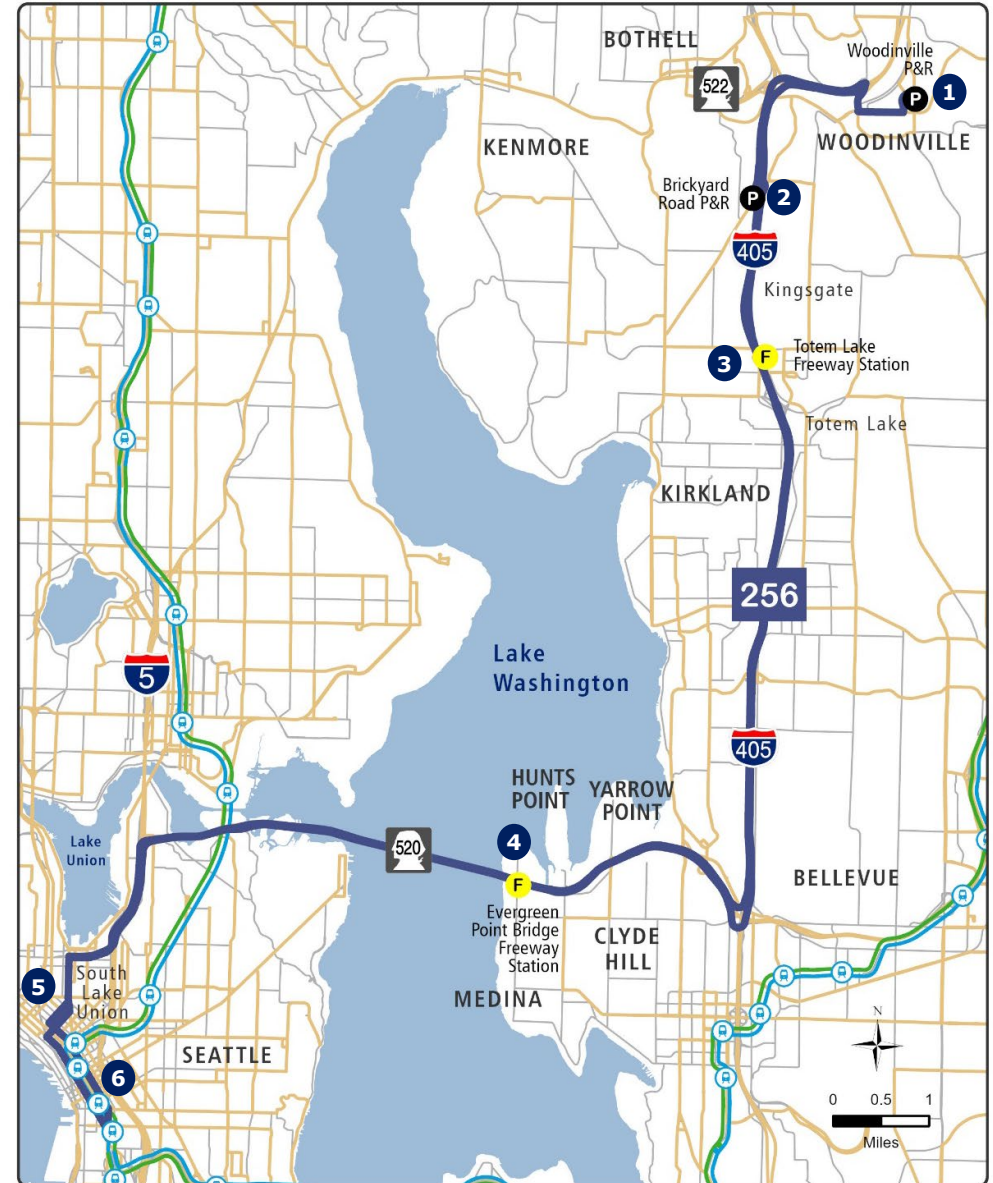 BOTHELL
Woodinville
P&R
522
P
1
WOODINVILLE
KENMORE
Brickyard
Road P&R
P
2
405
Kingsgate
3
F
Totem Lake
Freeway Station
Totem Lake
KIRKLAND
256
5
Lake
Washington
405
HUNTS
POINT
YARROW
POINT
Lake
Union
520
4
F
BELLEVUE
Evergreen
Point Bridge
Freeway
Station
CLYDE
HILL
5
South
Lake
Union
MEDINA
N
SEATTLE
6
0 0.5 1
Miles